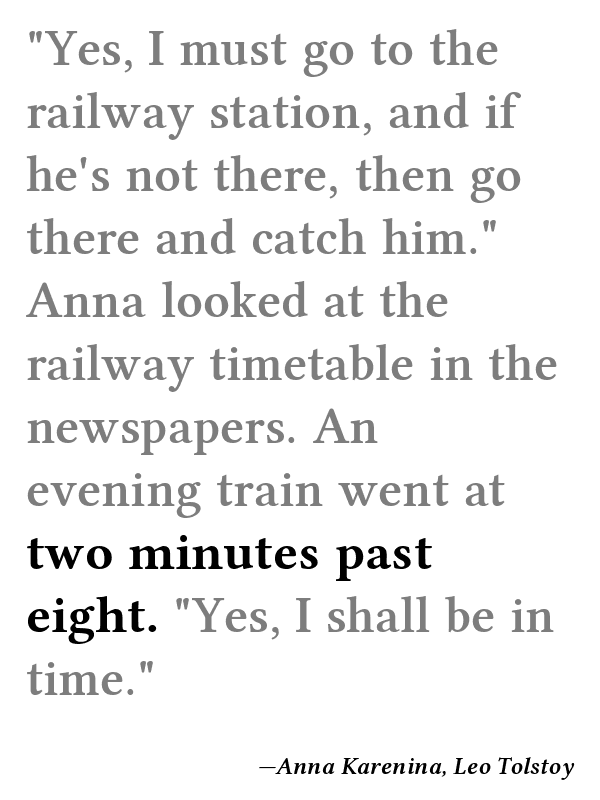 "Yes, I must go to the
railway station, and if
he's not there, then go
there and catch him."
Anna looked at the
railway timetable in the
newspapers. An
evening train went at
two minutes past
eight. "Yes, I shall be in
time."
—Anna Karenina, Leo Tolstoy